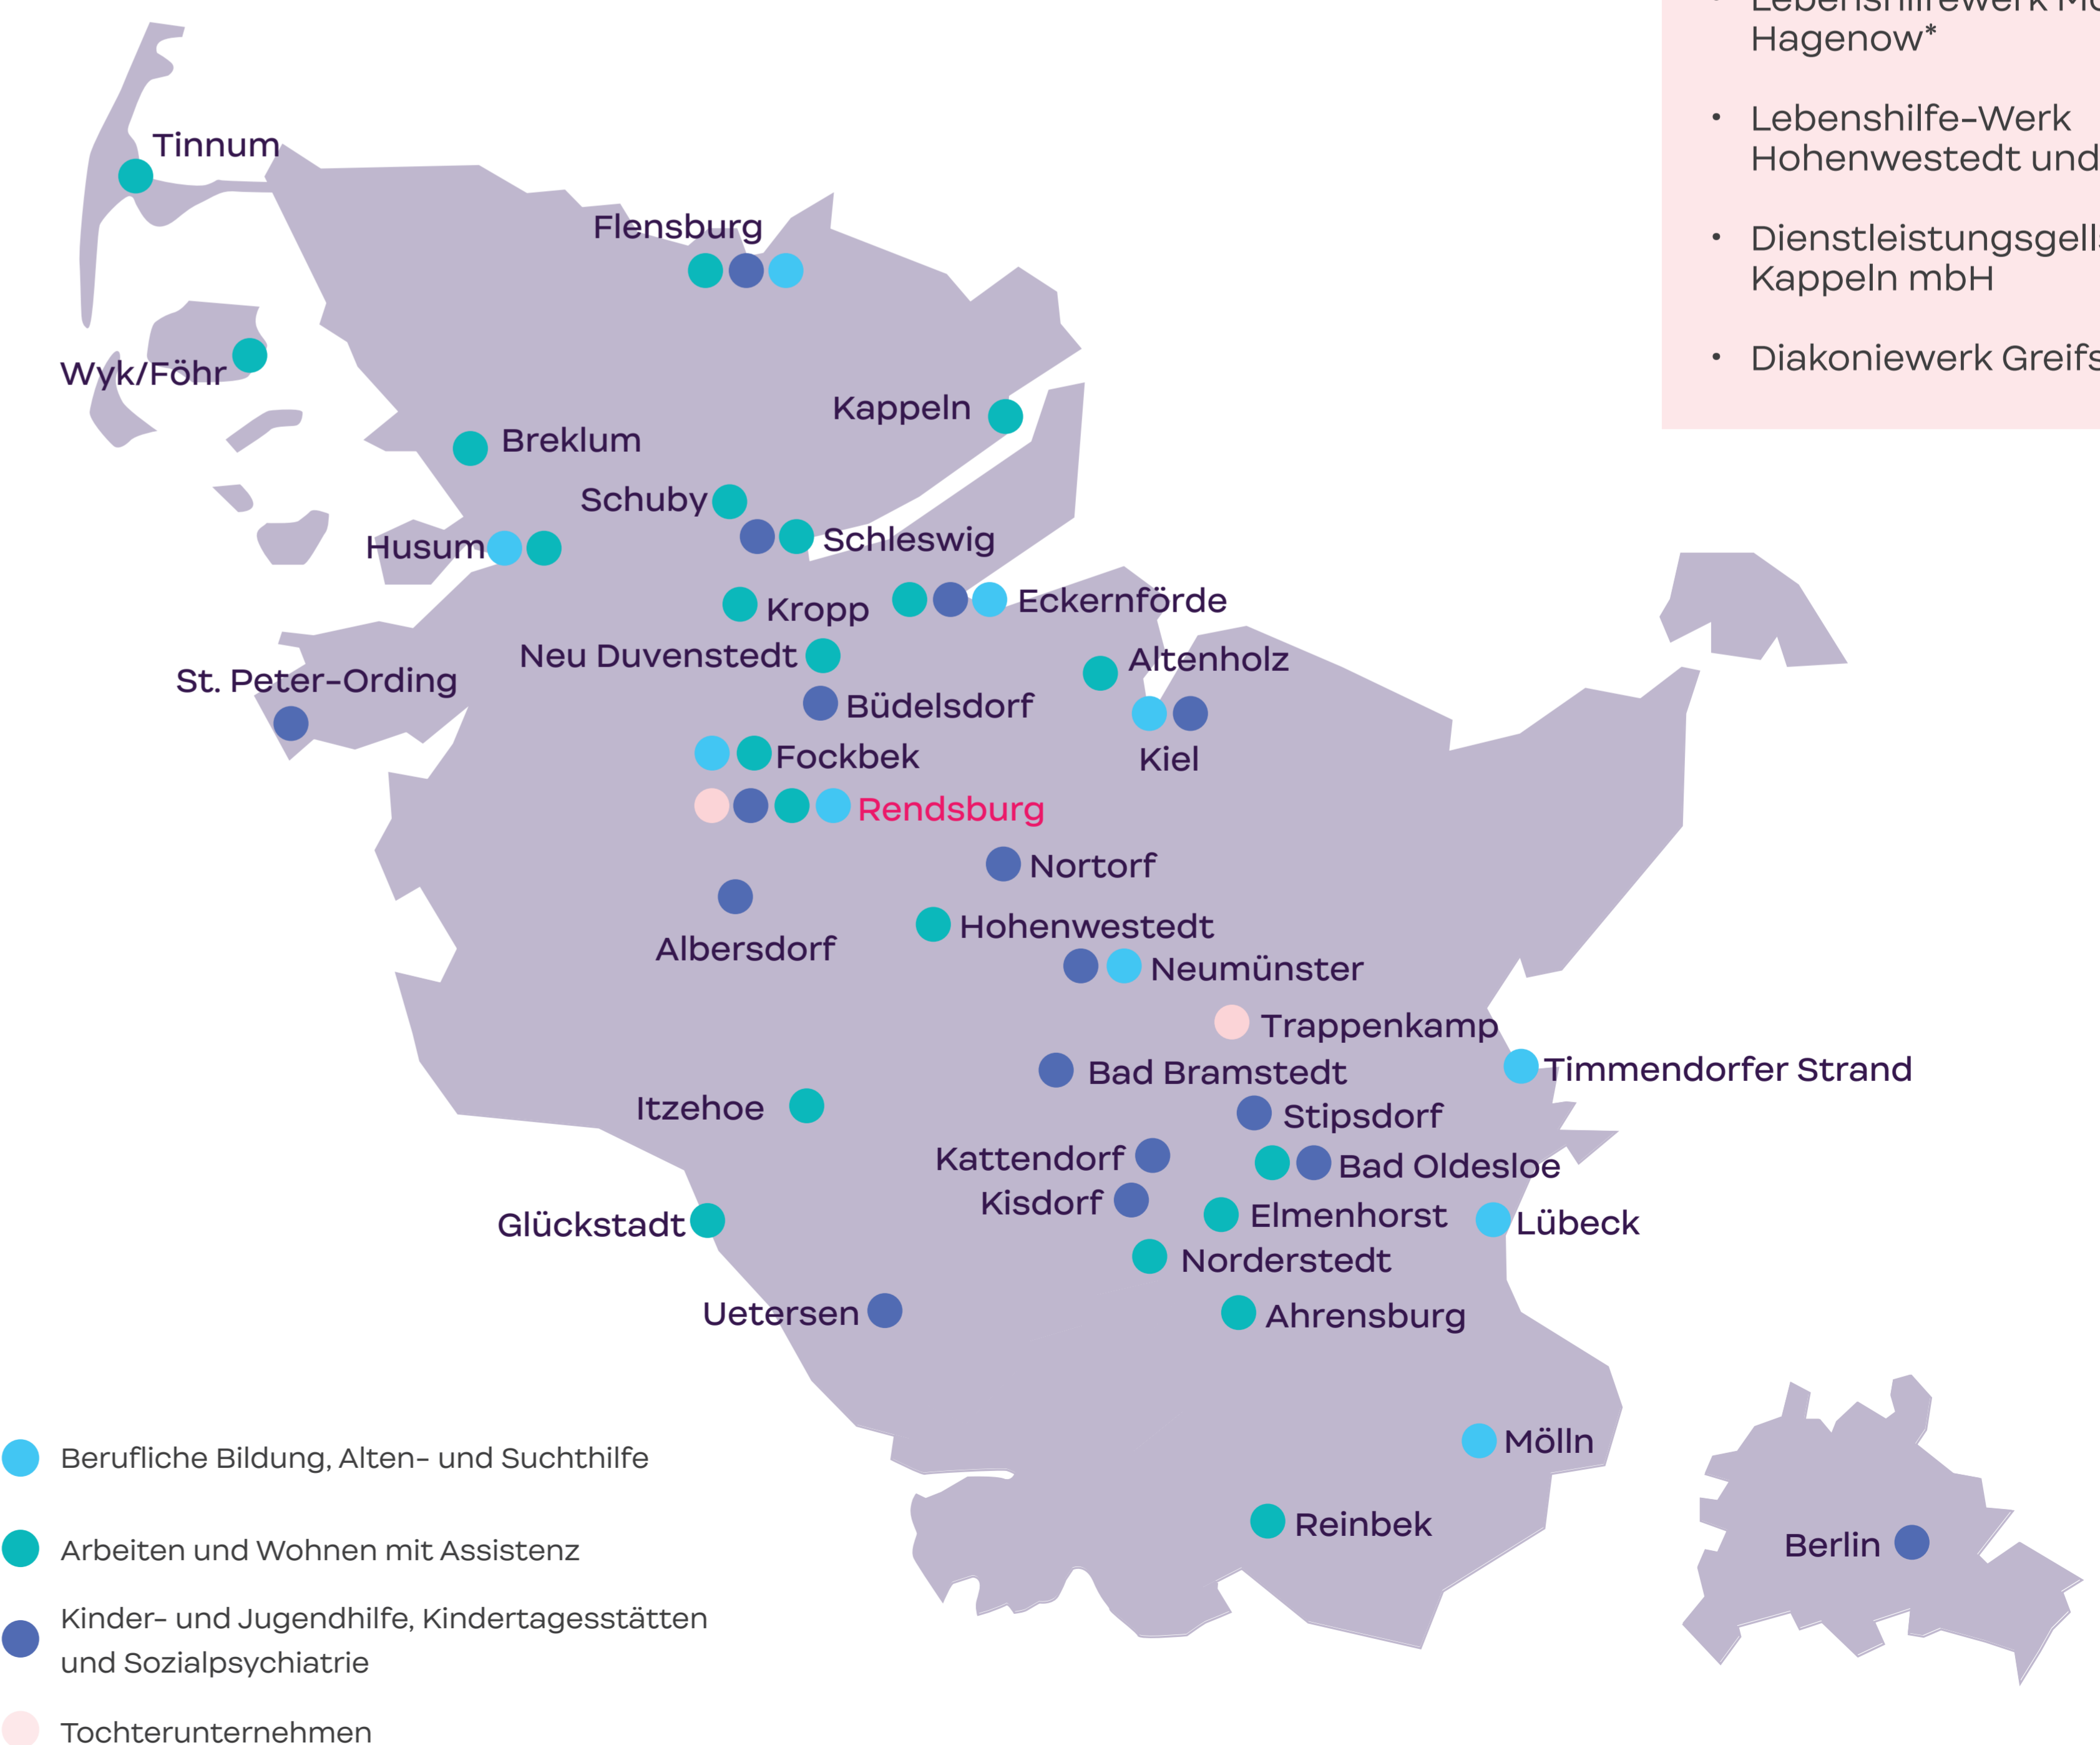 Hagenow*
Lebenshilfe-Werk
Hohenwestedt und
Kappeln mbH
Diakoniewerk
Tinnum
Flensburg
Wyk/Föhr
Kappeln
Breklum
Schuby
Schleswig
Husum
Eckernförde
Kropp
Neu Duvenstedt
Altenholz
St. Peter-Ording
Büdelsdorf
Fockbek
Kiel
Rendsburg
Nortorf
Hohenwestedt
Albersdorf
Neumünster
Trappenkamp
Timmendorfer Strand
Bad Bramstedt
Itzehoe
Stipsdorf
Kattendorf
Bad Oldesloe
Kisdorf
Elmenhorst
Lübeck
Glückstadt
Norderstedt
Uetersen
Ahrensburg
Mölln
Reinbek
Berlin
Berufliche Bildung, Alten- und Suchthilfe
Arbeiten und Wohnen mit Assistenz
Kinder- und Jugendhilfe, Kindertagesstätten
und Sozialpsychiatrie
Tochterunternehmen